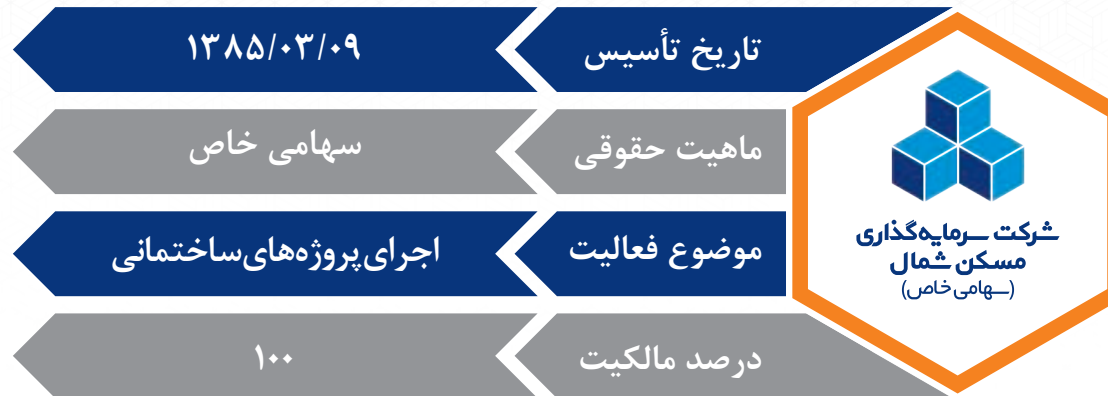 تاریخ تأسیس
۱۳۸۵/۰۳/۰۹
ماهیت حقوقی
سهامی خاص
موضوع فعالیت
اجرای‌پروژه‌های‌ساختمانی
درصد مالکیت
۱۰۰
شرکت سرمایه‌گذاری
مسکن شمال
(سهامی خاص)